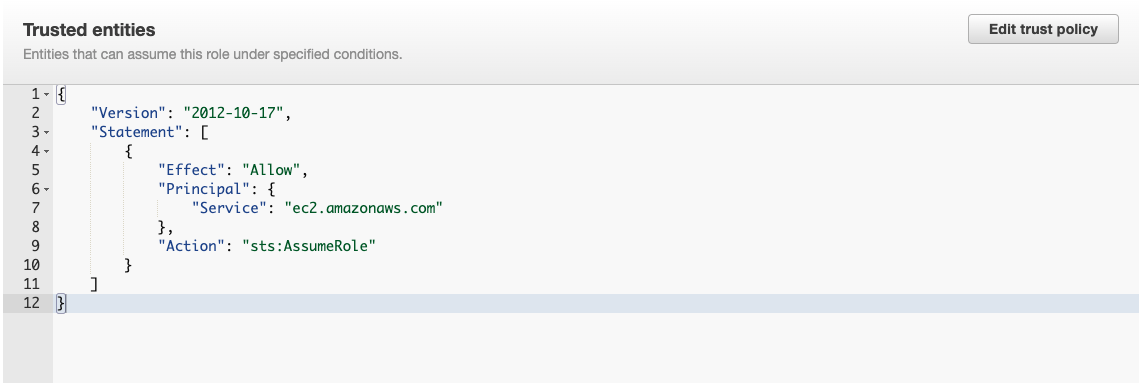 Trusted entities
Edit trust policy
Entities that can assume this role under specified conditions.
1 {
2 "Version": "2012-10-17",
3 "Statement": [
4 {
5 "Effect": "Allow",
6 "Principal": {
7 "Service": "ec2.amazonaws.com"
8 },
9 "Action": "sts:AssumeRole"
10 }
11 ]
12 }